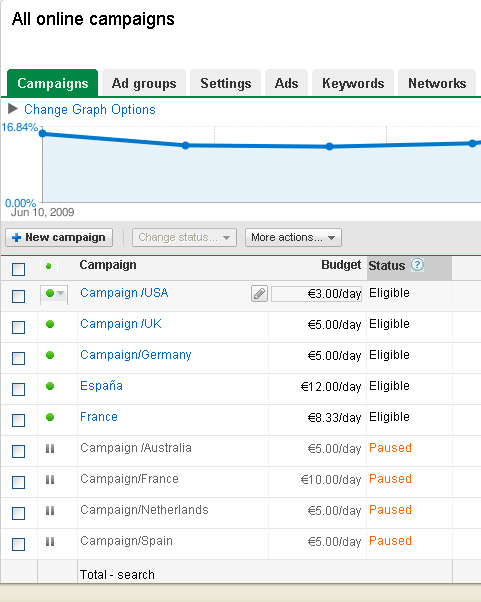 All online campaigns
Campaigns Ad groups Settings Ads Keywords Networks
Change Graph Options
16.84%
0.00%
Jun 10, 2009
New campaign Change status... More actions...
Campaign Budget Status ?
Campaign /USA €3.00/day Eligible
Campaign /UK €5.00/day Eligible
Campaign/Germany €5.00/day Eligible
España €12.00/day Eligible
France €8.33/day Eligible
Campaign /Australia €5.00/day Paused
Campaign/France €10.00/day Paused
Campaign/Netherlands €5.00/day Paused
Campaign/Spain €5.00/day Paused
Total - search